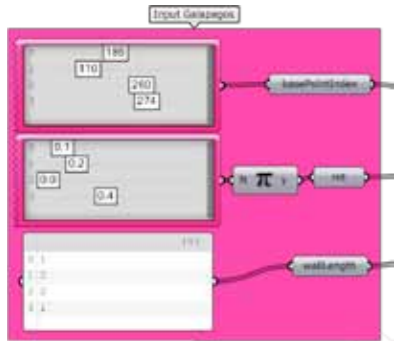 Input Galapagos
186
110
260
274
basePointIndex
0.1
0.2
0.0
0.4
N π y
rot
wallLength